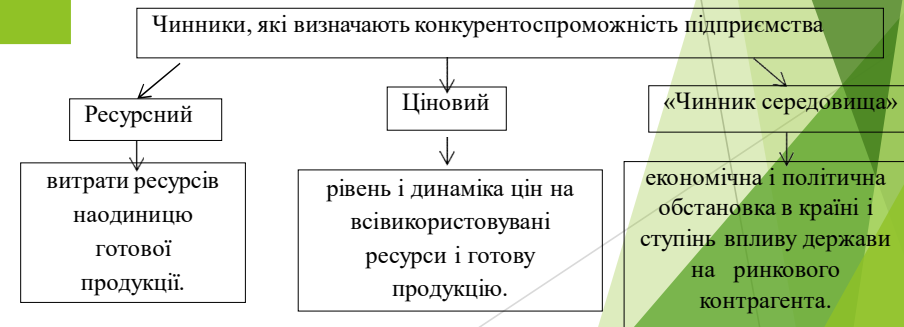 Чинники, які визначають конкурентоспроможність підприємства
Ресурсний
Ціновий
«Чинник середовища»
витрати ресурсів
наодиницю
готової
продукції.
рівень і динаміка цін на
всівикористовувані
ресурси і готову
продукцію.
економічна і політична
обстановка в країні і
ступінь впливу держави
на ринкового
контрагента.